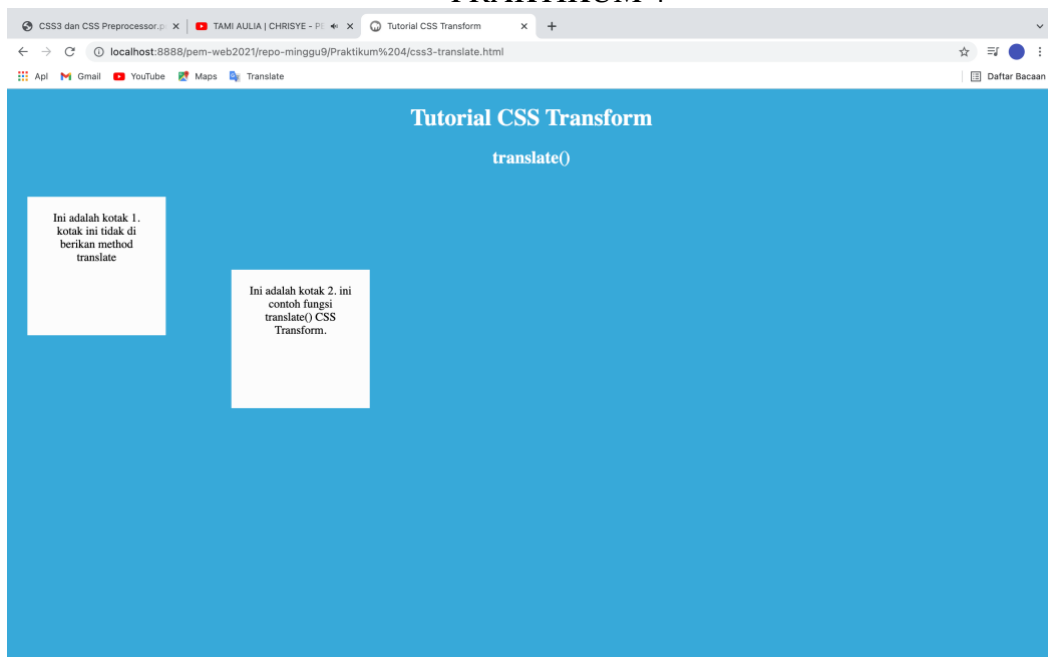 CSS3 dan CSS Preprocessor.p
TAMI AULIA | CHRISYE - PE
Tutorial CSS Transform
localhost:8888/pem-web2021/repo-minggu9/Praktikum%204/css3-translate.html
Apl
Gmail
YouTube
Maps
Translate
Daftar Bacaan
Tutorial CSS Transform
translate()
Ini adalah kotak 1.
kotak ini tidak di
berikan method
translate
Ini adalah kotak 2. ini
contoh fungsi
translate() CSS
Transform.